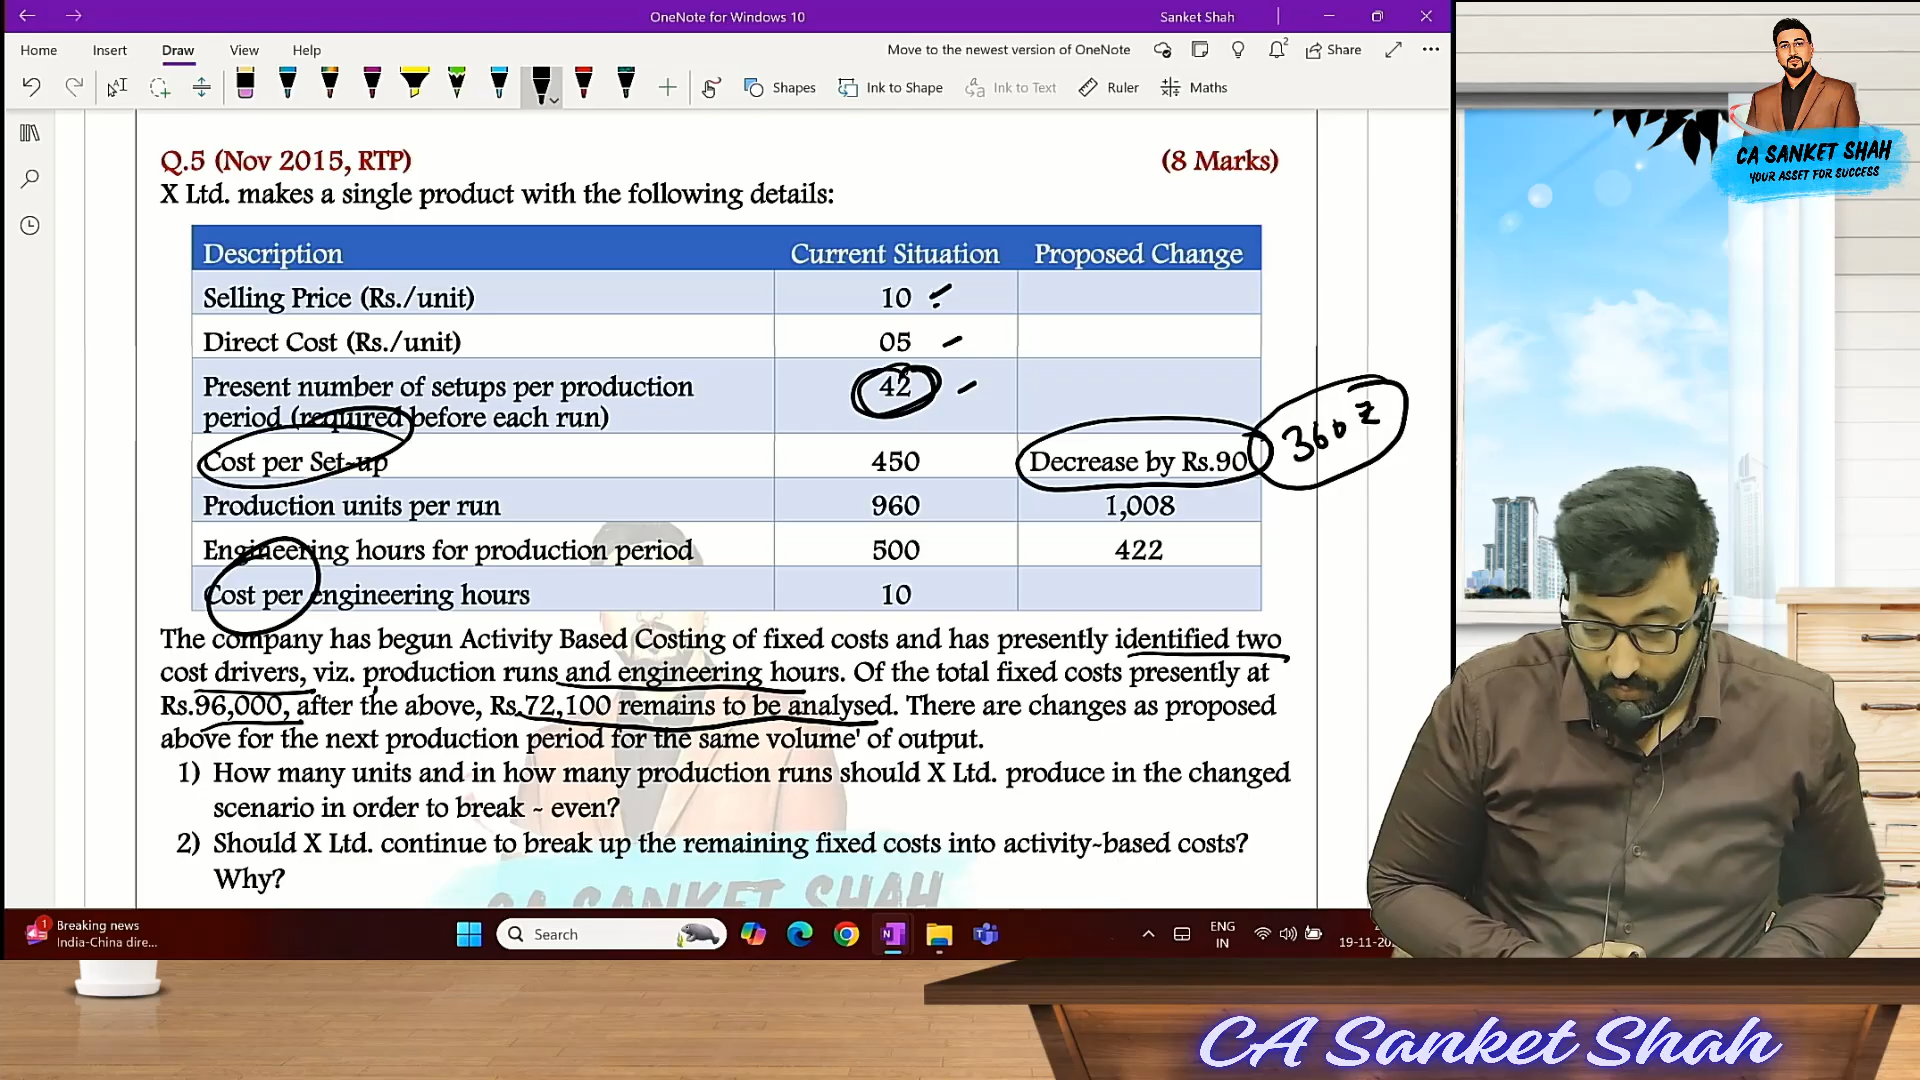 OneNote for Windows 10
Sanket Shah
Home Insert Draw View Help
Move to the newest version of OneNote
2
Share
Shapes
Ink to Shape
Ink to Text
Ruler
Maths
CA SANKET SHAH
YOUR ASSET FOR SUCCESS
Q.5 (Nov 2015, RTP) (8 Marks)
X Ltd. makes a single product with the following details:
Description Current Situation Proposed Change
Selling Price (Rs./unit) 10
Direct Cost (Rs./unit) 05
Present number of setups per production 42
period (required before each run)
Cost per Set-up 450 Decrease by Rs.90 360
Production units per run 960 1,008
Engineering hours for production period 500 422
Cost per engineering hours 10
The company has begun Activity Based Costing of fixed costs and has presently identified two
cost drivers, viz. production runs and engineering hours. Of the total fixed costs presently at
Rs.96,000, after the above, Rs.72,100 remains to be analysed. There are changes as proposed
above for the next production period for the same volume' of output.
1) How many units and in how many production runs should X Ltd. produce in the changed
scenario in order to break - even?
2) Should X Ltd. continue to break up the remaining fixed costs into activity-based costs?
Why?
CA SANKET SHAH
1
Breaking news
India-China dire...
Search
ENG
IN
CA Sanket Shah